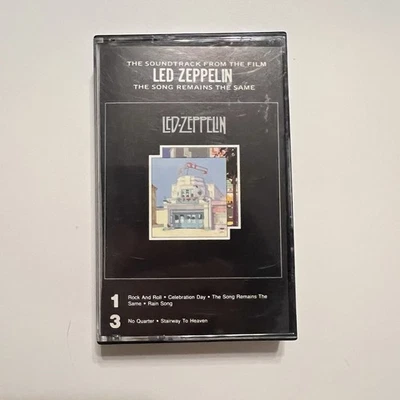 THE SOUNDTRACK FROM THE FILM
LED ZEPPELIN
THE SONG REMAINS THE SAME
LED-ZEPPELIN
1 Rock And Roll • Celebration Day • The Song Remains The
Same • Rain Song
3 No Quarter • Stairway To Heaven